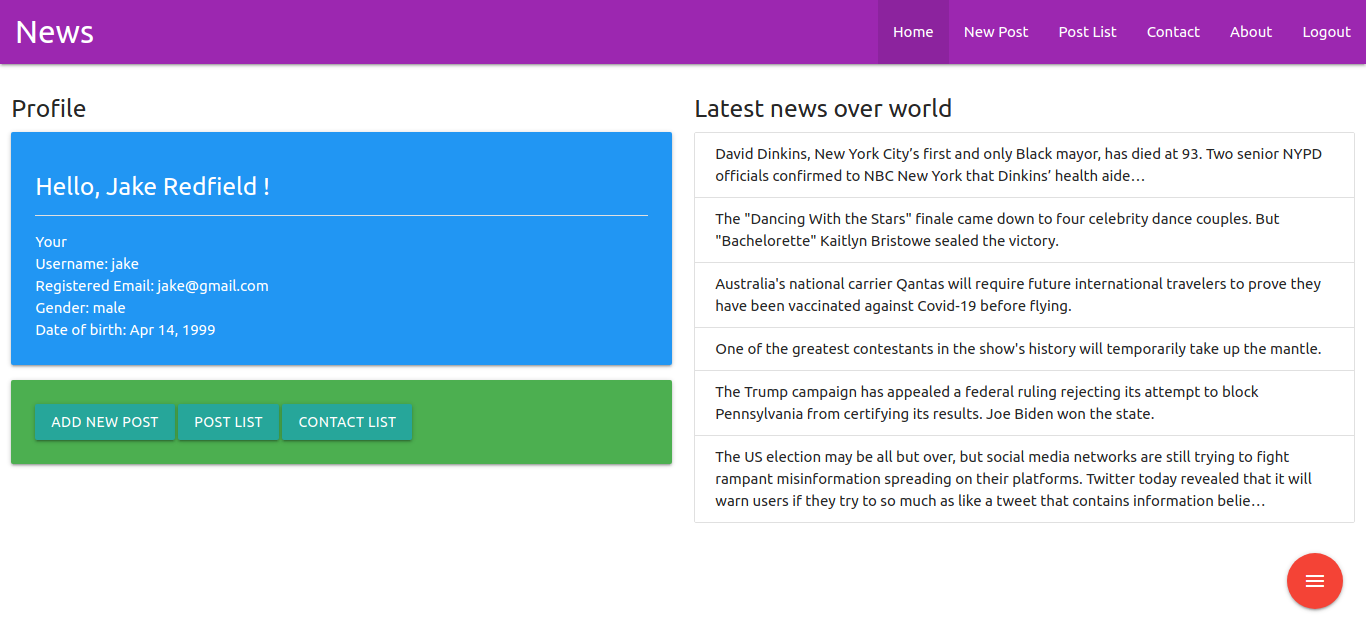 News
Home
New Post
Post List
Contact
About
Logout
Profile
Hello, Jake Redfield !
Your
Username: jake
Registered Email: jake@gmail.com
Gender: male
Date of birth: Apr 14, 1999
ADD NEW POST
POST LIST
CONTACT LIST
Latest news over world
David Dinkins, New York City’s first and only Black mayor, has died at 93. Two senior NYPD
officials confirmed to NBC New York that Dinkins’ health aide…
The "Dancing With the Stars" finale came down to four celebrity dance couples. But
"Bachelorette" Kaitlyn Bristowe sealed the victory.
Australia's national carrier Qantas will require future international travelers to prove they
have been vaccinated against Covid-19 before flying.
One of the greatest contestants in the show's history will temporarily take up the mantle.
The Trump campaign has appealed a federal ruling rejecting its attempt to block
Pennsylvania from certifying its results. Joe Biden won the state.
The US election may be all but over, but social media networks are still trying to fight
rampant misinformation spreading on their platforms. Twitter today revealed that it will
warn users if they try to so much as like a tweet that contains information belie…